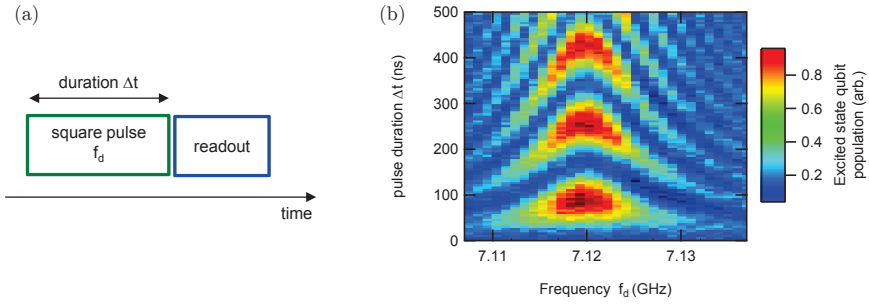 (a)
duration Δt
square pulse
f_d
readout
time
(b)
pulse duration Δt (ns)
500
400
300
200
100
0
7.11
7.12
7.13
Frequency f_d (GHz)
0.8
0.6
0.4
0.2
Excited state qubit
population (arb.)